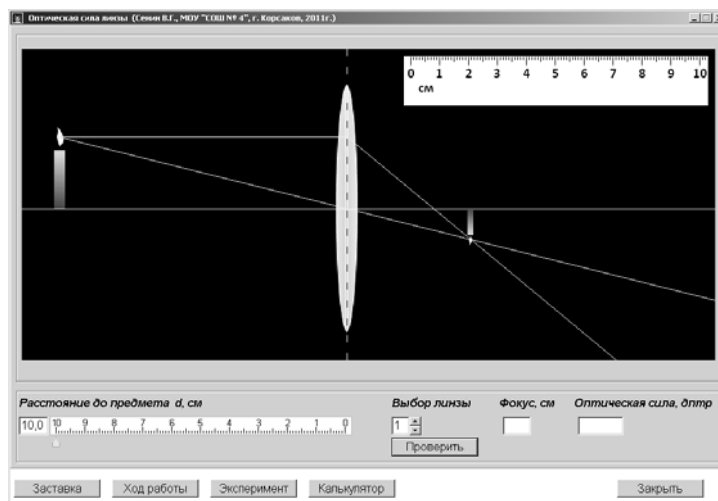 Оптическая сила линзы (Сенин В.Г., МОУ "СОШ № 4", г. Корсаков, 2011г.)
0 1 2 3 4 5 6 7 8 9 10
см
Расстояние до предмета d, см
Выбор линзы
Фокус, см
Оптическая сила, дптр
10,0
10 9 8 7 6 5 4 3 2 1 0
1
Проверить
Заставка
Ход работы
Эксперимент
Калькулятор
Закрыть